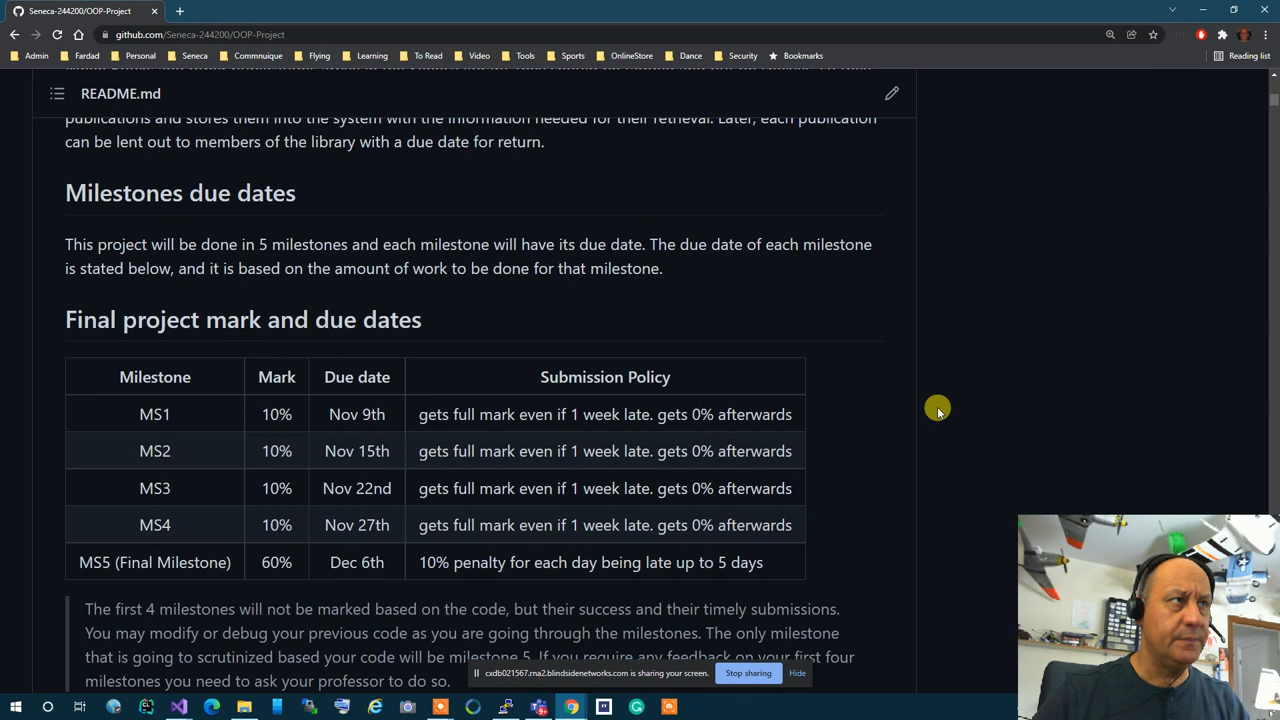 Seneca-244200/OOP-Project
github.com/Seneca-244200/OOP-Project
Admin Fardad Personal Seneca Commnuique Flying Learning To Read Video Tools Sports OnlineStore Dance Security Bookmarks Reading list
README.md
publications and stores them into the system with the information needed for their retrieval. Later, each publication
can be lent out to members of the library with a due date for return.
Milestones due dates
This project will be done in 5 milestones and each milestone will have its due date. The due date of each milestone
is stated below, and it is based on the amount of work to be done for that milestone.
Final project mark and due dates
Milestone Mark Due date Submission Policy
MS1 10% Nov 9th gets full mark even if 1 week late. gets 0% afterwards
MS2 10% Nov 15th gets full mark even if 1 week late. gets 0% afterwards
MS3 10% Nov 22nd gets full mark even if 1 week late. gets 0% afterwards
MS4 10% Nov 27th gets full mark even if 1 week late. gets 0% afterwards
MS5 (Final Milestone) 60% Dec 6th 10% penalty for each day being late up to 5 days
The first 4 milestones will not be marked based on the code, but their success and their timely submissions.
You may modify or debug your previous code as you are going through the milestones. The only milestone
that is going to scrutinized based your code will be milestone 5. If you require any feedback on your first four
milestones you need to ask your professor to do so.
cxdb021567.rna2.blindsidenetworks.com is sharing your screen. Stop sharing Hide